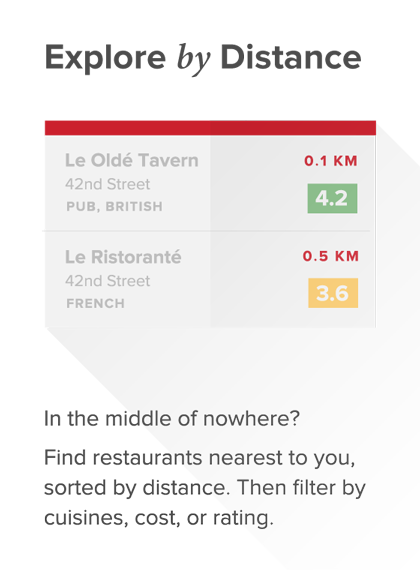 Explore by Distance
Le Oldé Tavern
0.1 KM
42nd Street
4.2
PUB, BRITISH
Le Ristoranté
0.5 KM
42nd Street
3.6
FRENCH
In the middle of nowhere?
Find restaurants nearest to you,
sorted by distance. Then filter by
cuisines, cost, or rating.